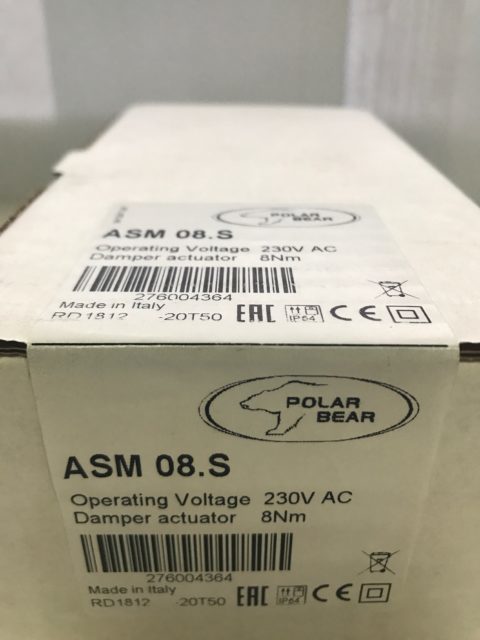 POLAR
BEAR
ASM 08.S
Operating Voltage 230V AC
Damper actuator 8Nm
276004364
Made in Italy
RD1812 -20T50 EAC IP54 CE
POLAR
BEAR
ASM 08.S
Operating Voltage 230V AC
Damper actuator 8Nm
276004364
Made in Italy
RD1812 -20T50 EAC IP54 CE